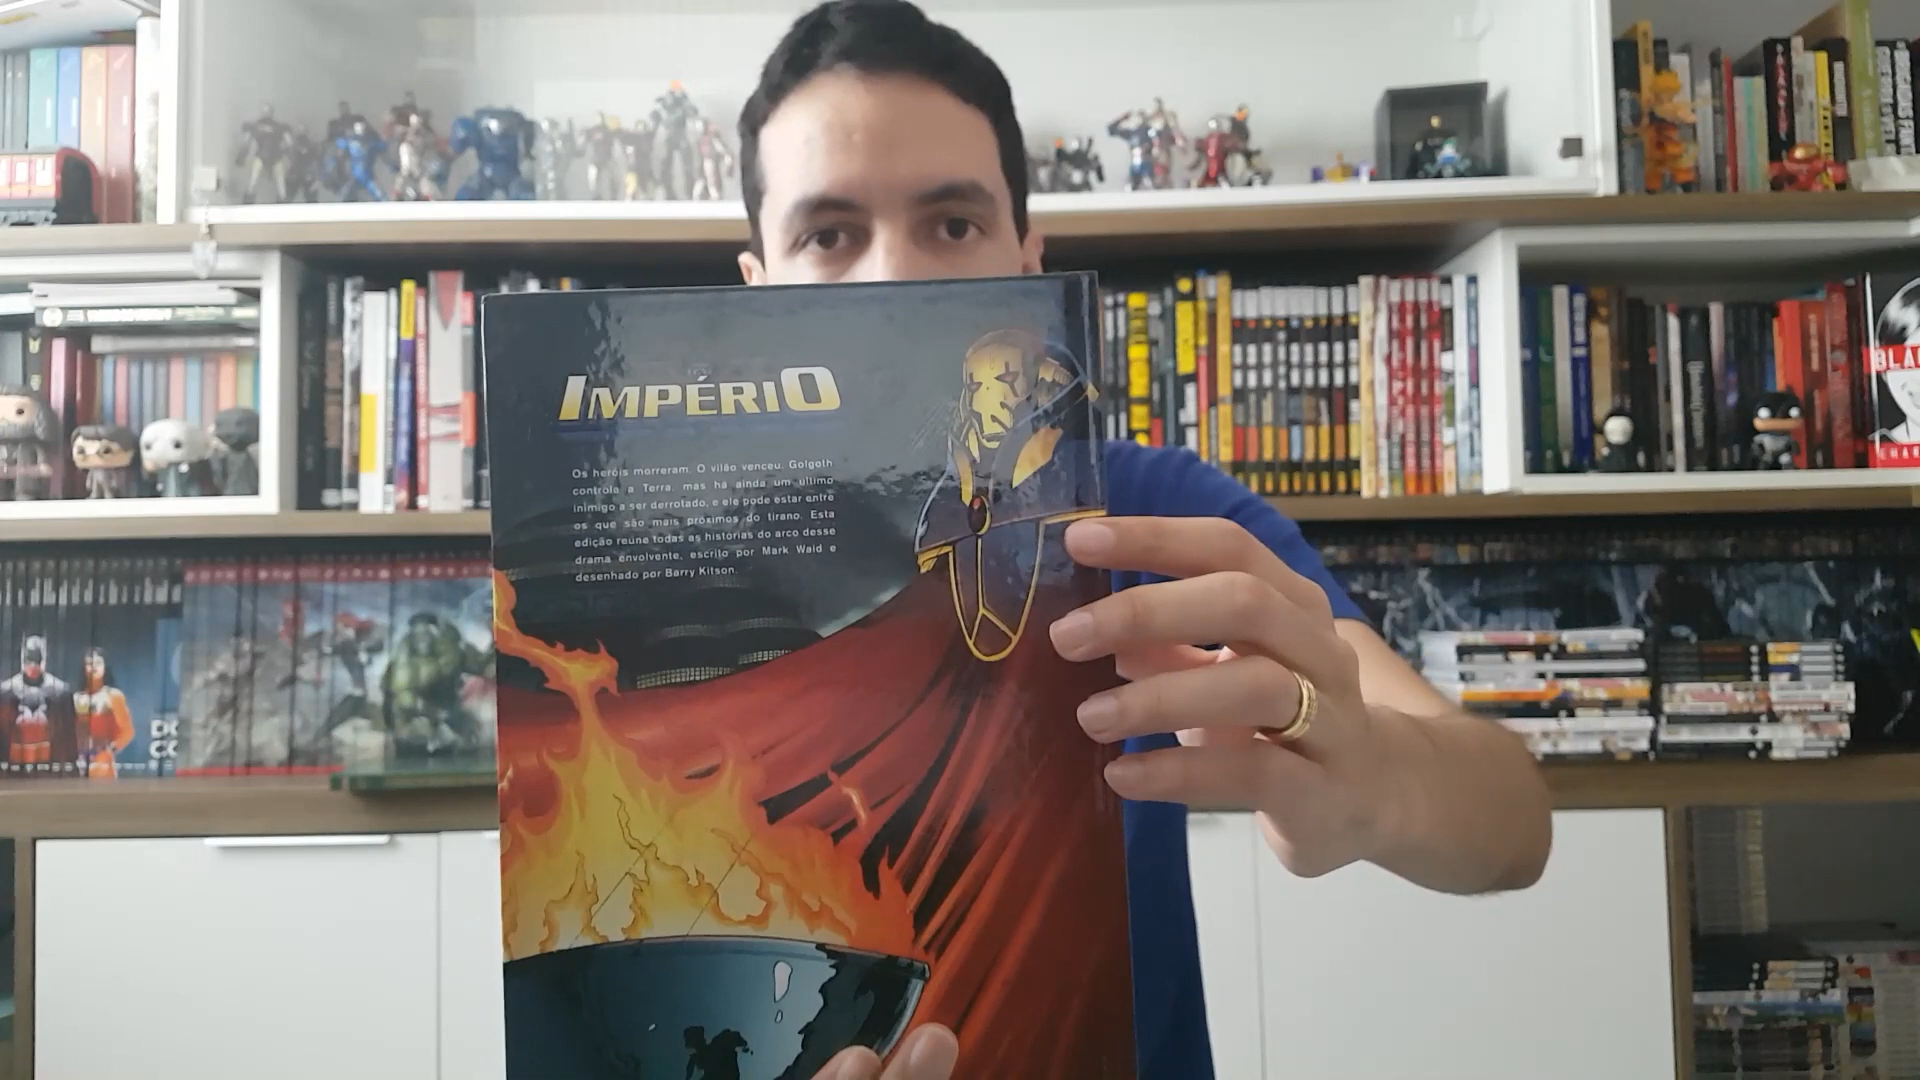 IMPÉRIO
Os heróis morreram. O vilão venceu. Golgoth
controla a Terra, mas há ainda um último
inimigo a ser derrotado, e ele pode estar entre
os que são mais próximos do tirano. Esta
edição reúne todas as histórias do arco desse
drama envolvente, escrito por Mark Waid e
desenhado por Barry Kitson.